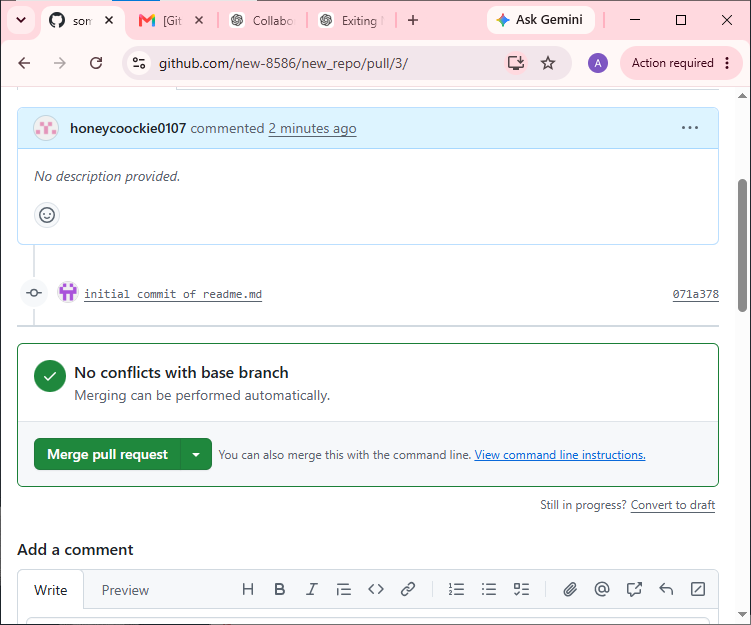 som
[Git
Collabo
Exiting
Ask Gemini
github.com/new-8586/new_repo/pull/3/
A
Action required
honeycoockie0107 commented 2 minutes ago
No description provided.
initial commit of readme.md
071a378
No conflicts with base branch
Merging can be performed automatically.
Merge pull request
You can also merge this with the command line. View command line instructions.
Still in progress? Convert to draft
Add a comment
Write
Preview